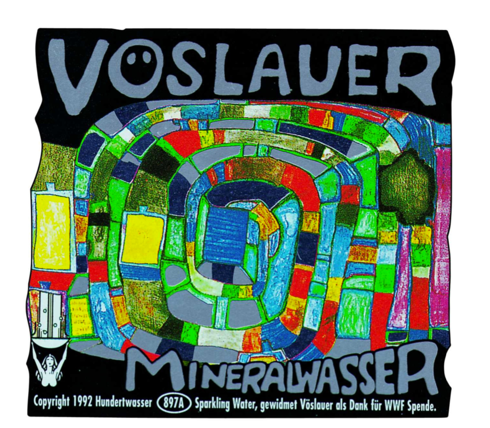 VÖSLAUER
MINERALWASSER
Copyright 1992 Hundertwasser 897A Sparkling Water, gewidmet Vöslauer als Dank für WWF Spende.